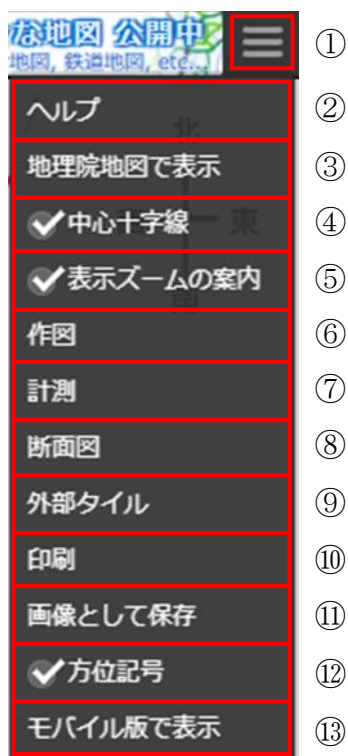 な地図 公開中
地図, 鉄道地図, etc...
①
ヘルプ ②
地理院地図で表示 ③
中心十字線 ④
表示ズームの案内 ⑤
作図 ⑥
計測 ⑦
断面図 ⑧
外部タイル ⑨
印刷 ⑩
画像として保存 ⑪
方位記号 ⑫
モバイル版で表示 ⑬
北
東
南